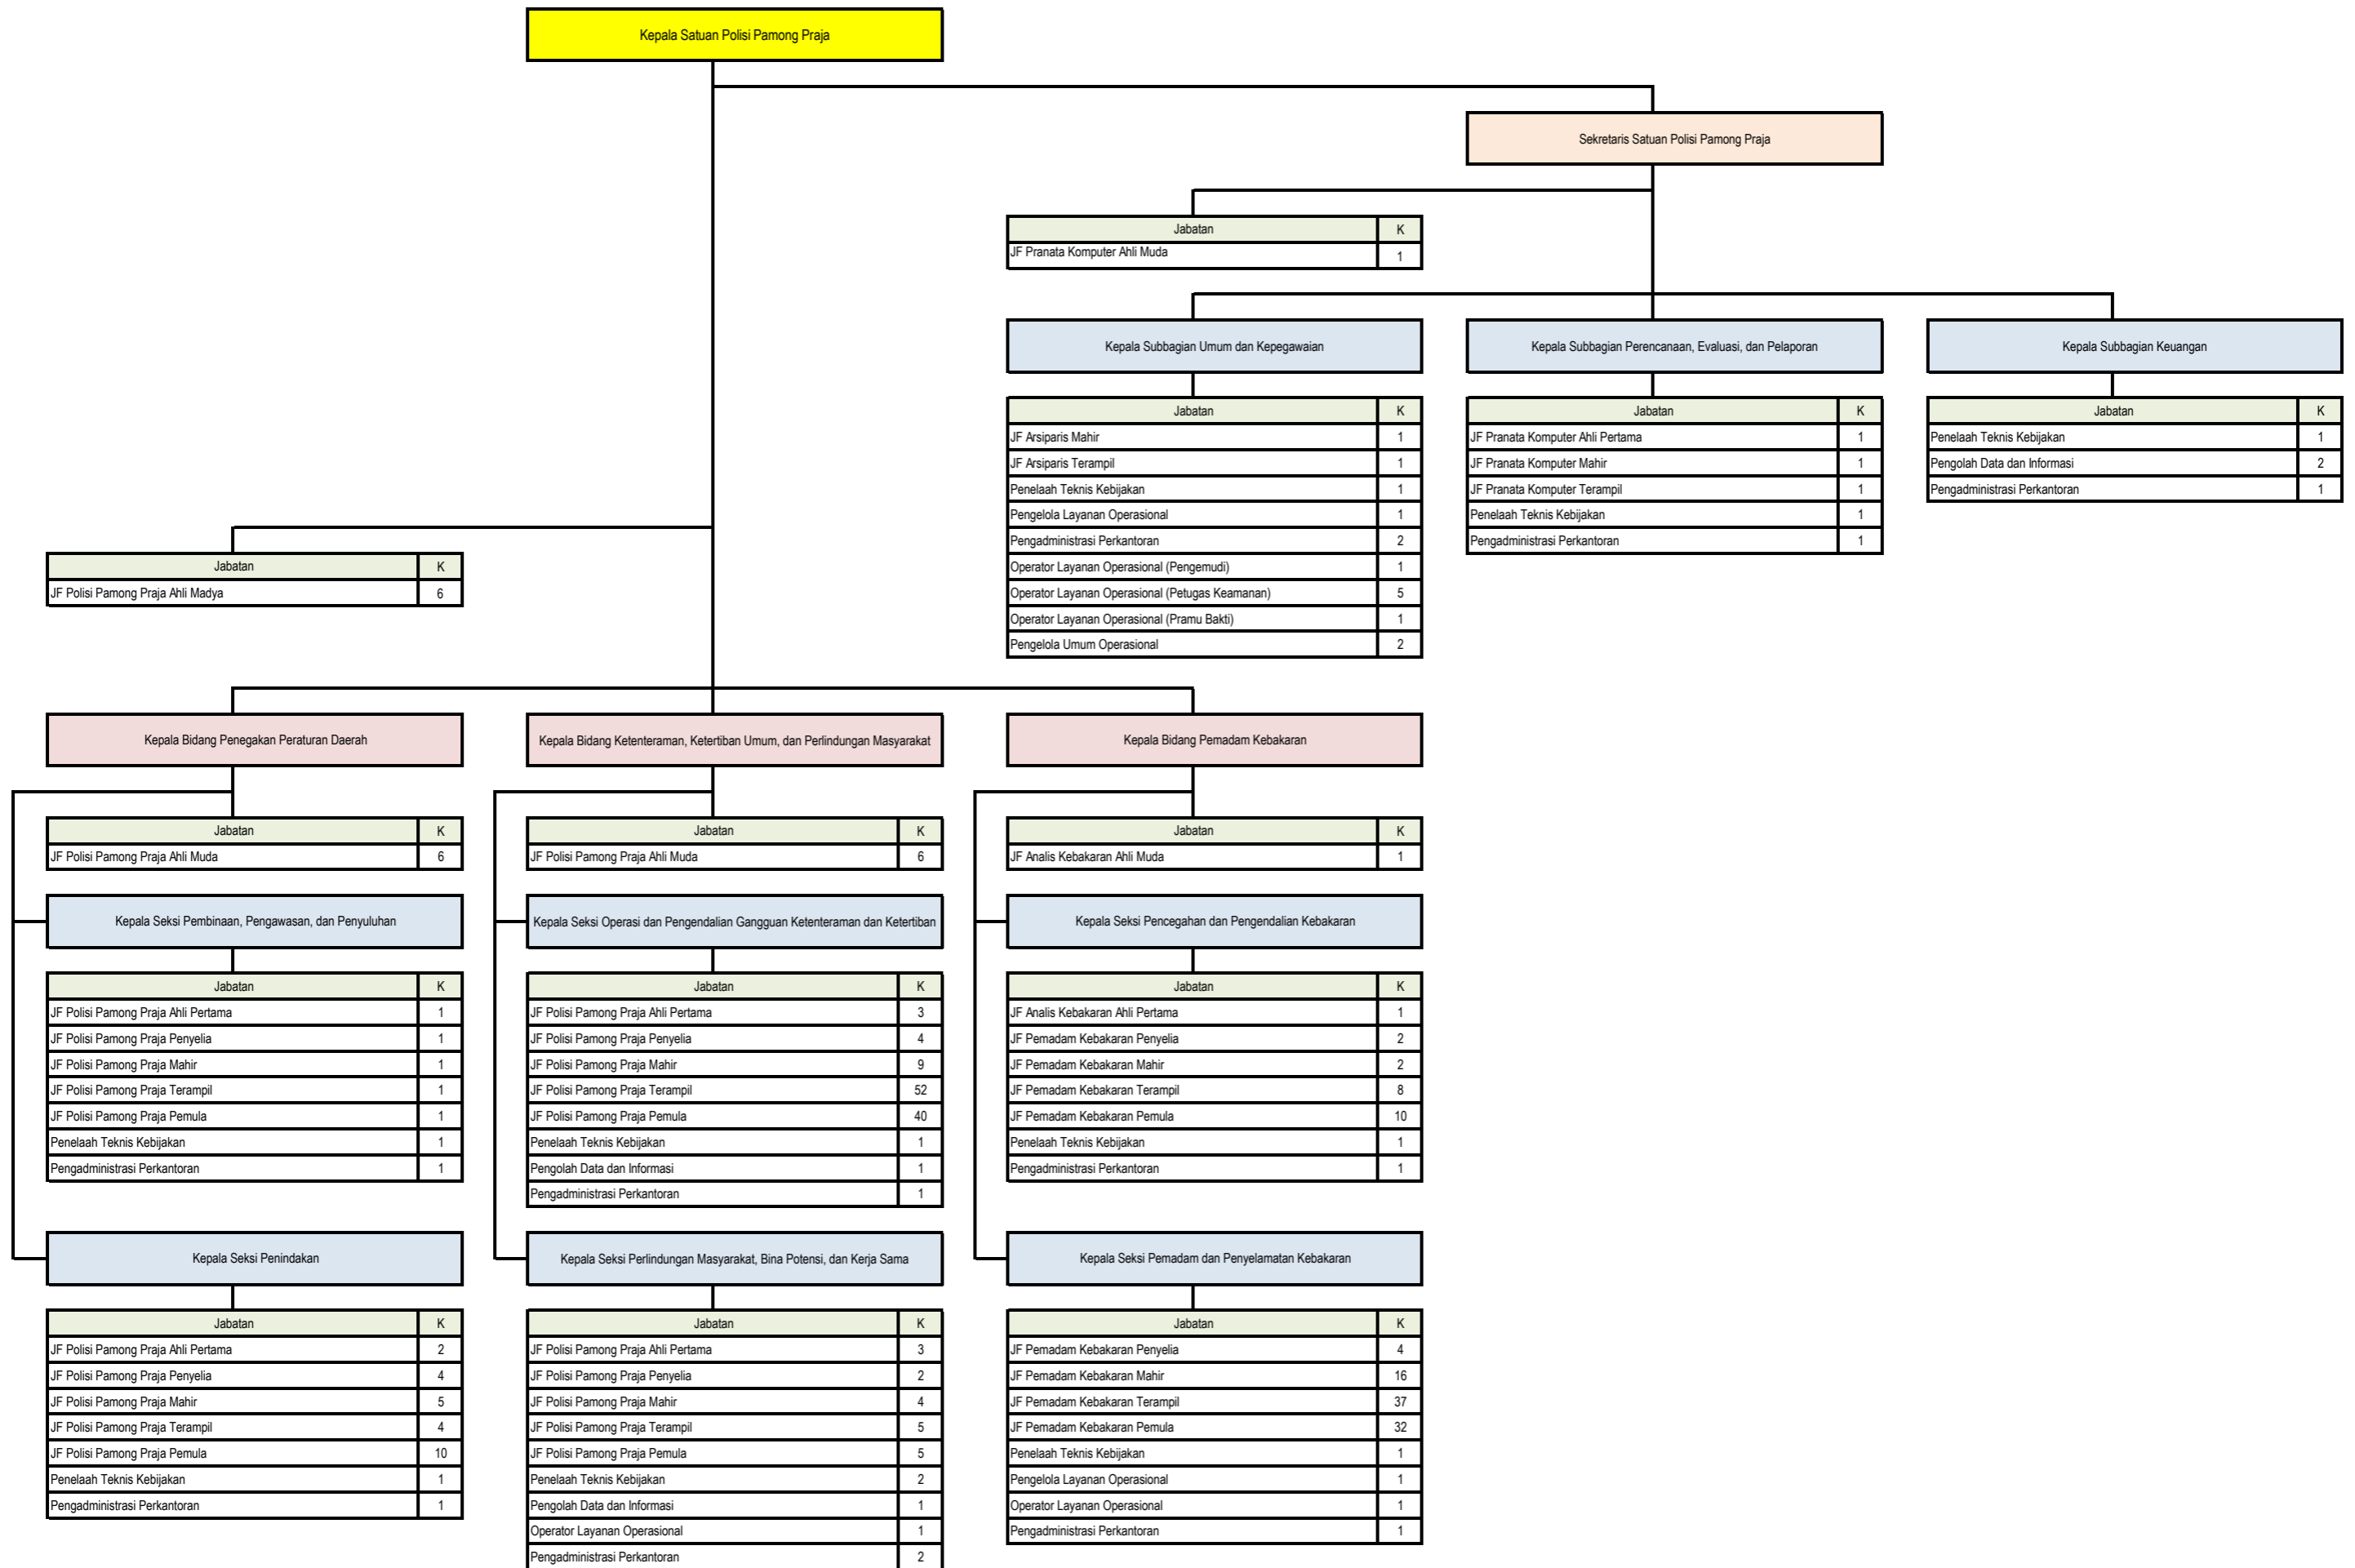 Kepala Satuan Polisi Pamong Praja
Sekretaris Satuan Polisi Pamong Praja
Jabatan K
JF Pranata Komputer Ahli Muda 1
Kepala Subbagian Umum dan Kepegawaian
Jabatan K
JF Arsiparis Mahir 1
JF Arsiparis Terampil 1
Penelaah Teknis Kebijakan 1
Pengelola Layanan Operasional 1
Pengadministrasi Perkantoran 2
Operator Layanan Operasional (Pengemudi) 1
Operator Layanan Operasional (Petugas Keamanan) 5
Operator Layanan Operasional (Pramu Bakti) 1
Pengelola Umum Operasional 2
Kepala Subbagian Perencanaan, Evaluasi, dan Pelaporan
Jabatan K
JF Pranata Komputer Ahli Pertama 1
JF Pranata Komputer Mahir 1
JF Pranata Komputer Terampil 1
Penelaah Teknis Kebijakan 1
Pengadministrasi Perkantoran 1
Kepala Subbagian Keuangan
Jabatan K
Penelaah Teknis Kebijakan 1
Pengolah Data dan Informasi 2
Pengadministrasi Perkantoran 1
Jabatan K
JF Polisi Pamong Praja Ahli Madya 6
Kepala Bidang Penegakan Peraturan Daerah
Jabatan K
JF Polisi Pamong Praja Ahli Muda 6
Kepala Seksi Pembinaan, Pengawasan, dan Penyuluhan
Jabatan K
JF Polisi Pamong Praja Ahli Pertama 1
JF Polisi Pamong Praja Penyelia 1
JF Polisi Pamong Praja Mahir 1
JF Polisi Pamong Praja Terampil 1
JF Polisi Pamong Praja Pemula 1
Penelaah Teknis Kebijakan 1
Pengadministrasi Perkantoran 1
Kepala Seksi Penindakan
Jabatan K
JF Polisi Pamong Praja Ahli Pertama 2
JF Polisi Pamong Praja Penyelia 4
JF Polisi Pamong Praja Mahir 5
JF Polisi Pamong Praja Terampil 4
JF Polisi Pamong Praja Pemula 10
Penelaah Teknis Kebijakan 1
Pengadministrasi Perkantoran 1
Kepala Bidang Ketenteraman, Ketertiban Umum, dan Perlindungan Masyarakat
Jabatan K
JF Polisi Pamong Praja Ahli Muda 6
Kepala Seksi Operasi dan Pengendalian Gangguan Ketenteraman dan Ketertiban
Jabatan K
JF Polisi Pamong Praja Ahli Pertama 3
JF Polisi Pamong Praja Penyelia 4
JF Polisi Pamong Praja Mahir 9
JF Polisi Pamong Praja Terampil 52
JF Polisi Pamong Praja Pemula 40
Penelaah Teknis Kebijakan 1
Pengolah Data dan Informasi 1
Pengadministrasi Perkantoran 1
Kepala Seksi Perlindungan Masyarakat, Bina Potensi, dan Kerja Sama
Jabatan K
JF Polisi Pamong Praja Ahli Pertama 3
JF Polisi Pamong Praja Penyelia 2
JF Polisi Pamong Praja Mahir 4
JF Polisi Pamong Praja Terampil 5
JF Polisi Pamong Praja Pemula 5
Penelaah Teknis Kebijakan 2
Pengolah Data dan Informasi 1
Operator Layanan Operasional 1
Pengadministrasi Perkantoran 2
Kepala Bidang Pemadam Kebakaran
Jabatan K
JF Analis Kebakaran Ahli Muda 1
Kepala Seksi Pencegahan dan Pengendalian Kebakaran
Jabatan K
JF Analis Kebakaran Ahli Pertama 1
JF Pemadam Kebakaran Penyelia 2
JF Pemadam Kebakaran Mahir 2
JF Pemadam Kebakaran Terampil 8
JF Pemadam Kebakaran Pemula 10
Penelaah Teknis Kebijakan 1
Pengadministrasi Perkantoran 1
Kepala Seksi Pemadam dan Penyelamatan Kebakaran
Jabatan K
JF Pemadam Kebakaran Penyelia 4
JF Pemadam Kebakaran Mahir 16
JF Pemadam Kebakaran Terampil 37
JF Pemadam Kebakaran Pemula 32
Penelaah Teknis Kebijakan 1
Pengelola Layanan Operasional 1
Operator Layanan Operasional 1
Pengadministrasi Perkantoran 1